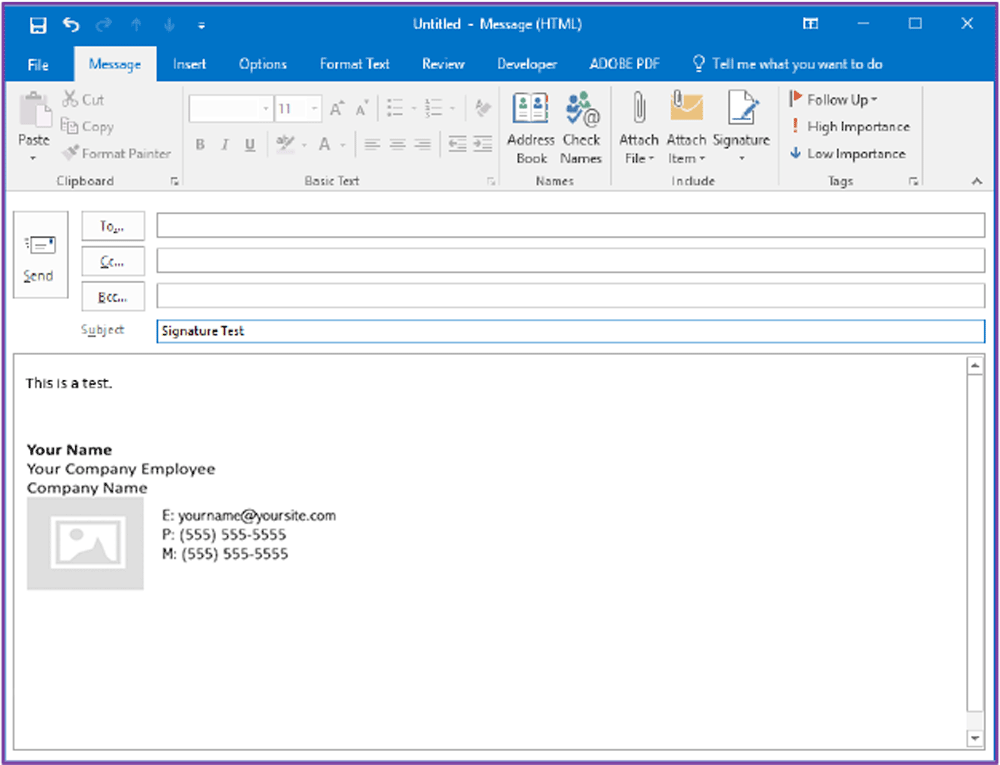 Untitled - Message (HTML)
File Message Insert Options Format Text Review Developer ADOBE PDF Tell me what you want to do
Paste
Cut
Copy
Format Painter
Clipboard
11
B I U A
Basic Text
Address Book
Check Names
Names
Attach File
Attach Item
Signature
Include
Follow Up
High Importance
Low Importance
Tags
Send
To...
Cc...
Bcc...
Subject Signature Test
This is a test.
Your Name
Your Company Employee
Company Name
E: yourname@yoursite.com
P: (555) 555-5555
M: (555) 555-5555